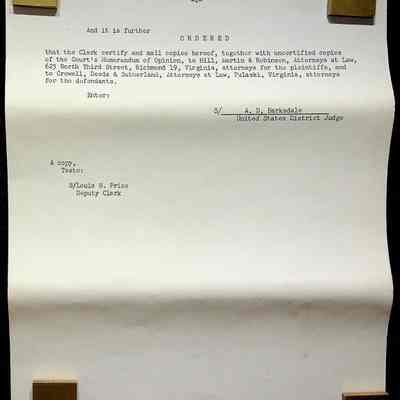 And it is further
O R D E R E D
that the Clerk certify and mail copies hereof, together with uncertified copies
of the Court's Memorandum of Opinion, to Hill, Martin & Robinson, Attorneys at Law,
623 North Third Street, Richmond 19, Virginia, attorneys for the plaintiffs, and
to Crowell, Deeds & Sutherland, Attorneys at Law, Pulaski, Virginia, attorneys
for the defendants.
Enter:
S/ A. D. Barksdale
United States District Judge
A copy,
Teste:
S/Louis B. Price
Deputy Clerk